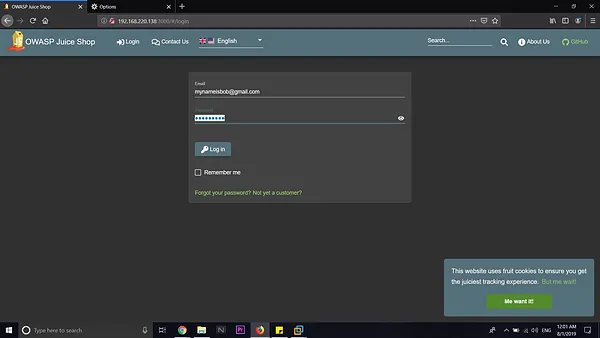 OWASP Juice Shop
Options
192.168.220.138:3000/#/login
OWASP Juice Shop
Login
Contact Us
English
Search...
About Us
GitHub
Email
mynameisbob@gmail.com
Password
Log in
Remember me
Forgot your password? Not yet a customer?
This website uses fruit cookies to ensure you get
the juiciest tracking experience. But me wait!
Me want it!
Type here to search
N
Pr
ENG
12:01 AM
8/1/2019